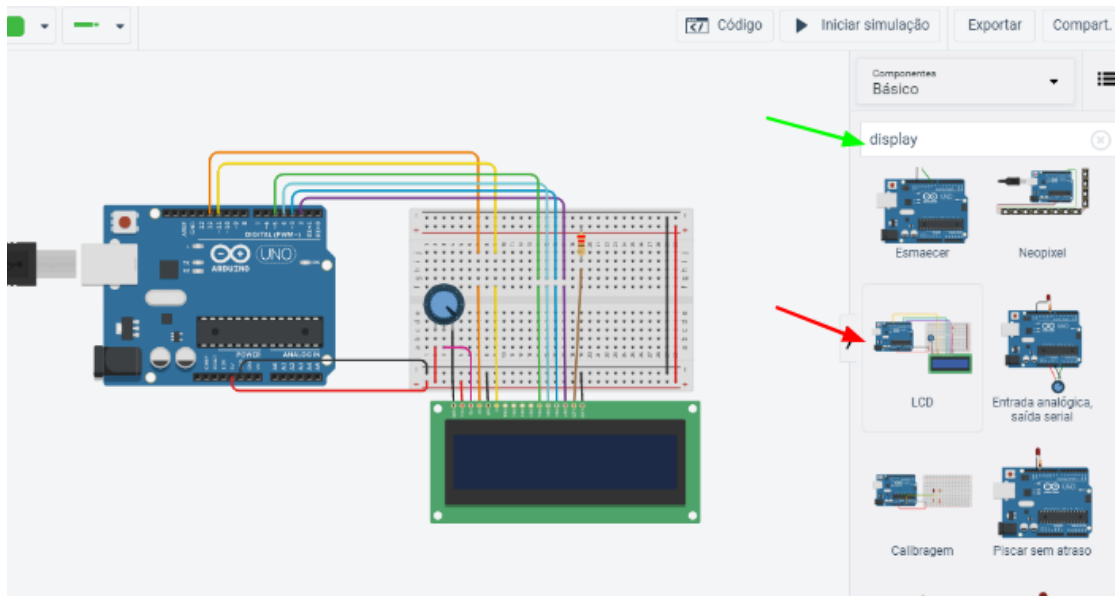 Código
Iniciar simulação
Exportar
Compart.
Componentes
Básico
display
Esmaecer
Neopixel
LCD
Entrada analógica,
saída serial
Calibragem
Piscar sem atraso
DIGITAL (PWM~)
UNO
ARDUINO
POWER
ANALOG IN